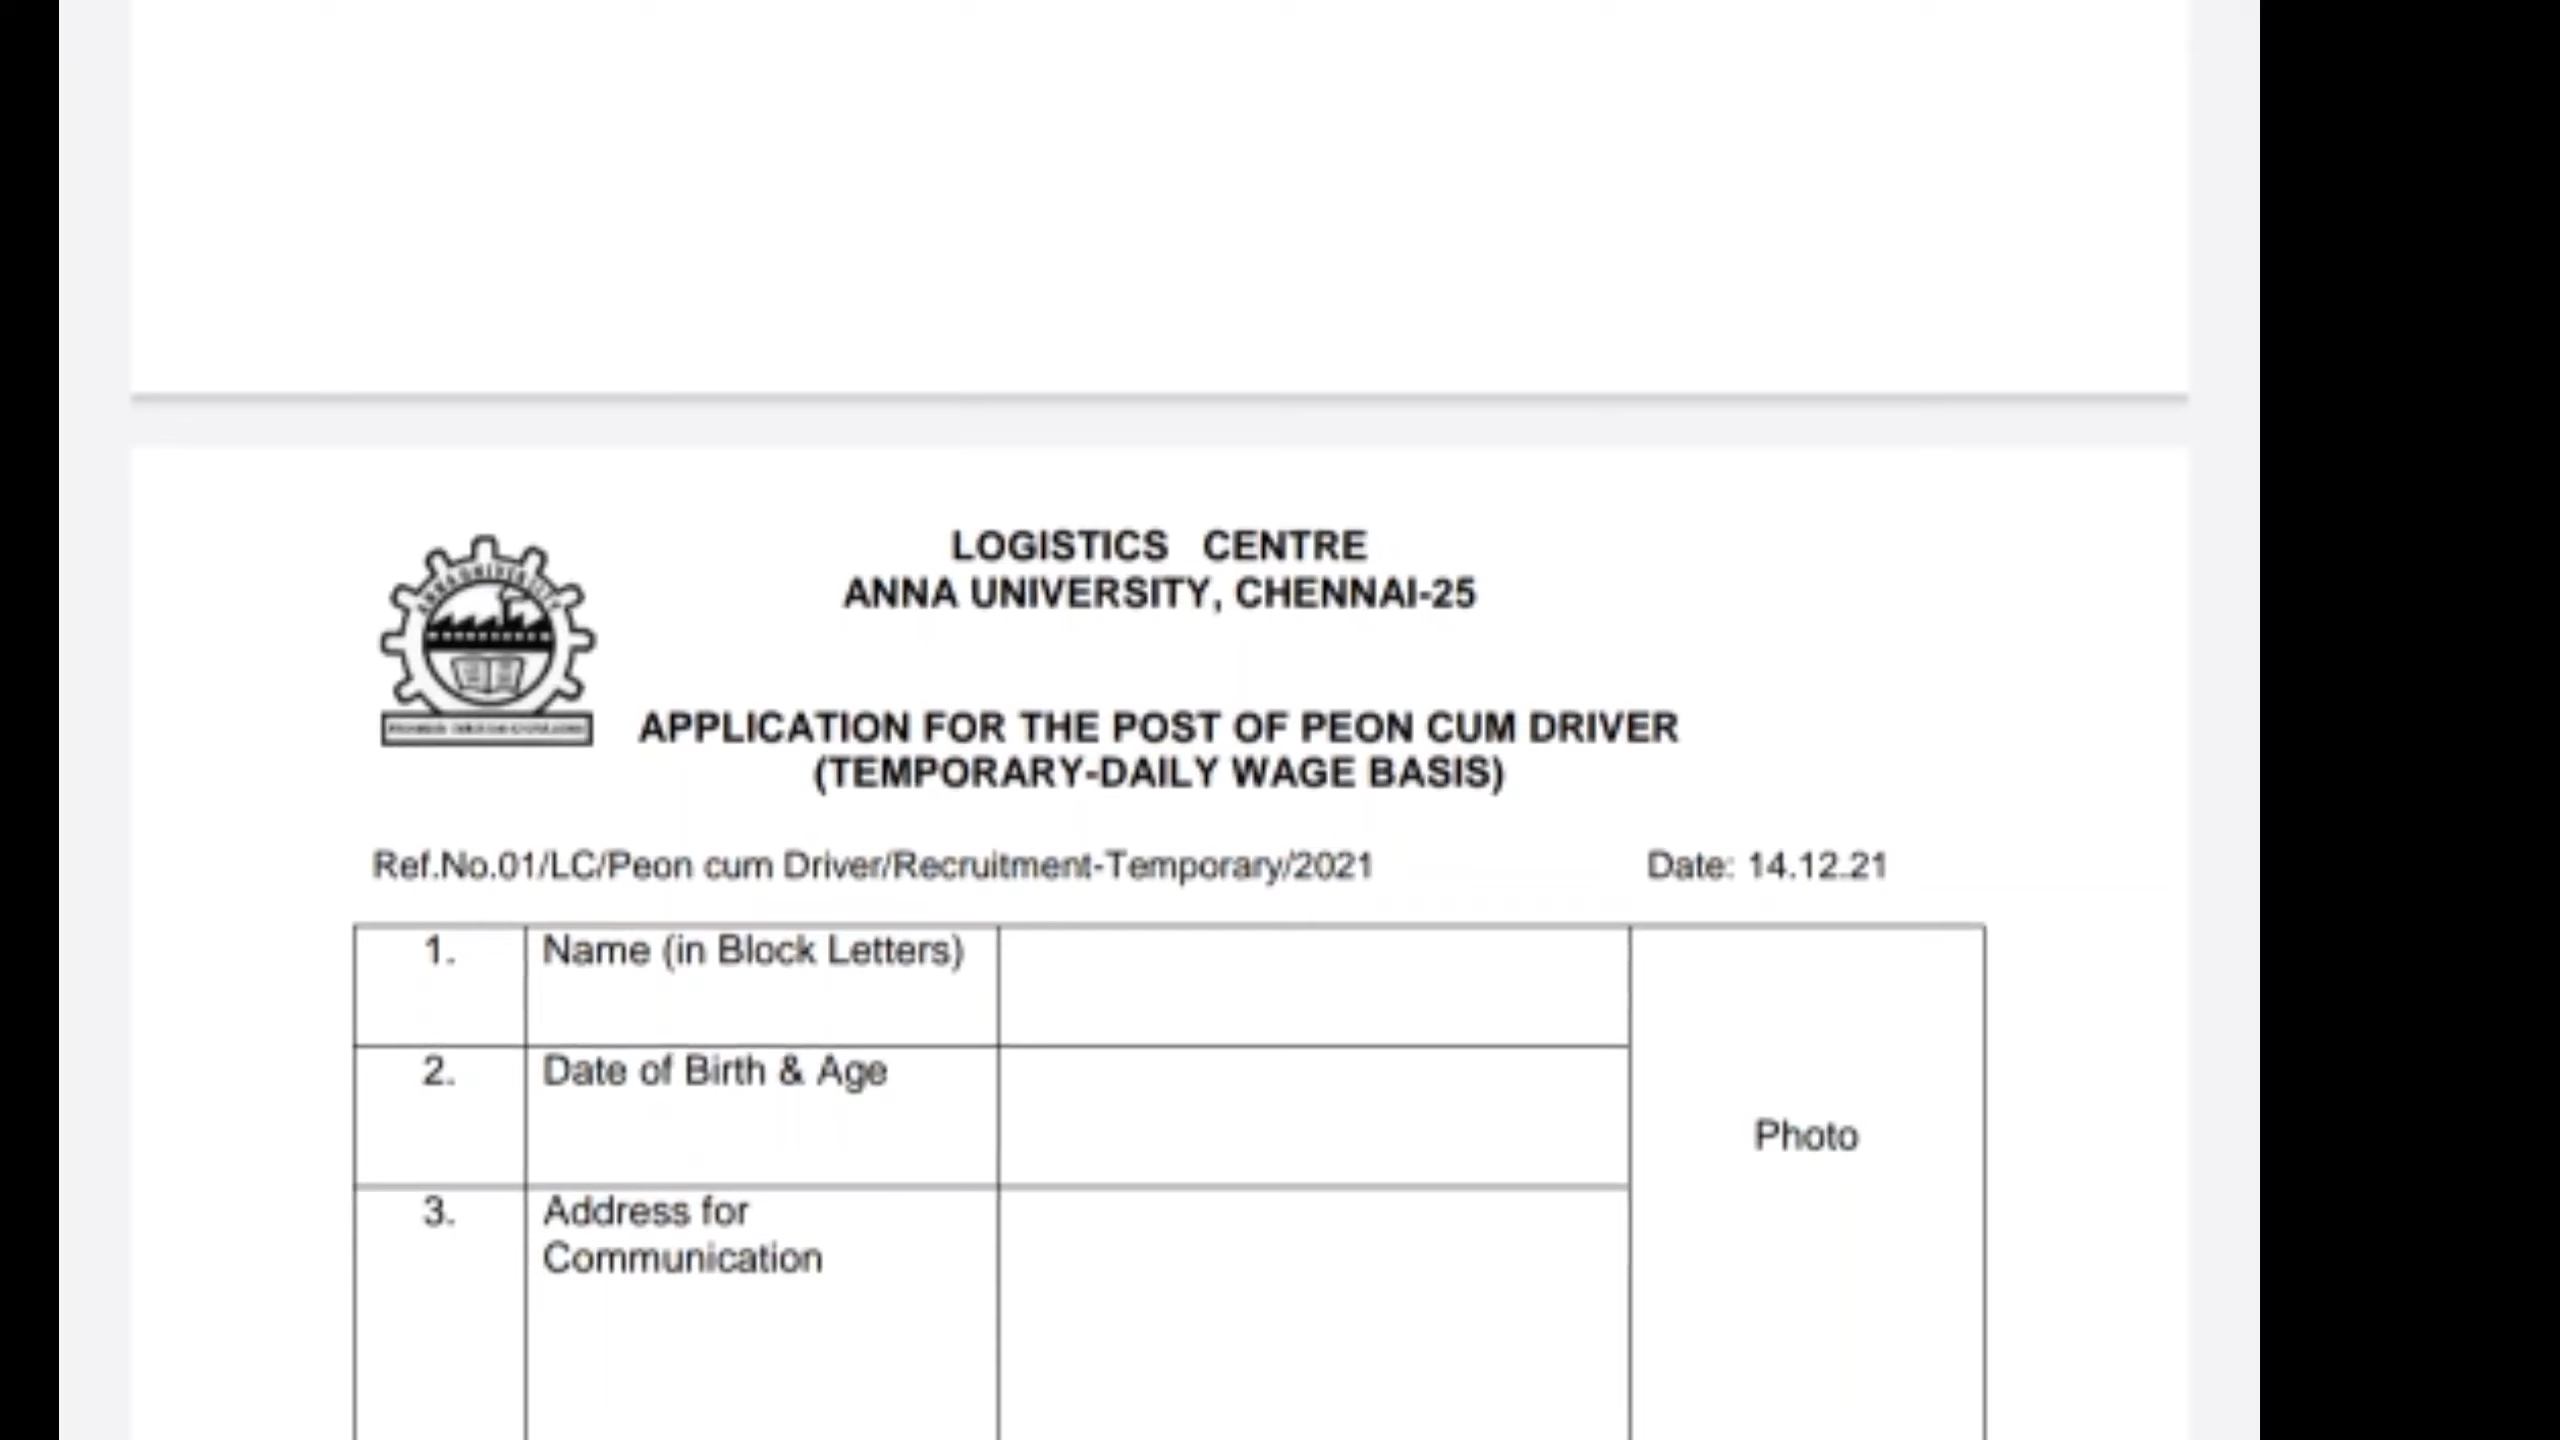 LOGISTICS CENTRE
ANNA UNIVERSITY, CHENNAI-25
ANNA UNIVERSITY
APPLICATION FOR THE POST OF PEON CUM DRIVER
(TEMPORARY-DAILY WAGE BASIS)
Ref.No.01/LC/Peon cum Driver/Recruitment-Temporary/2021 Date: 14.12.21
1. Name (in Block Letters)
2. Date of Birth & Age
Photo
3. Address for
Communication